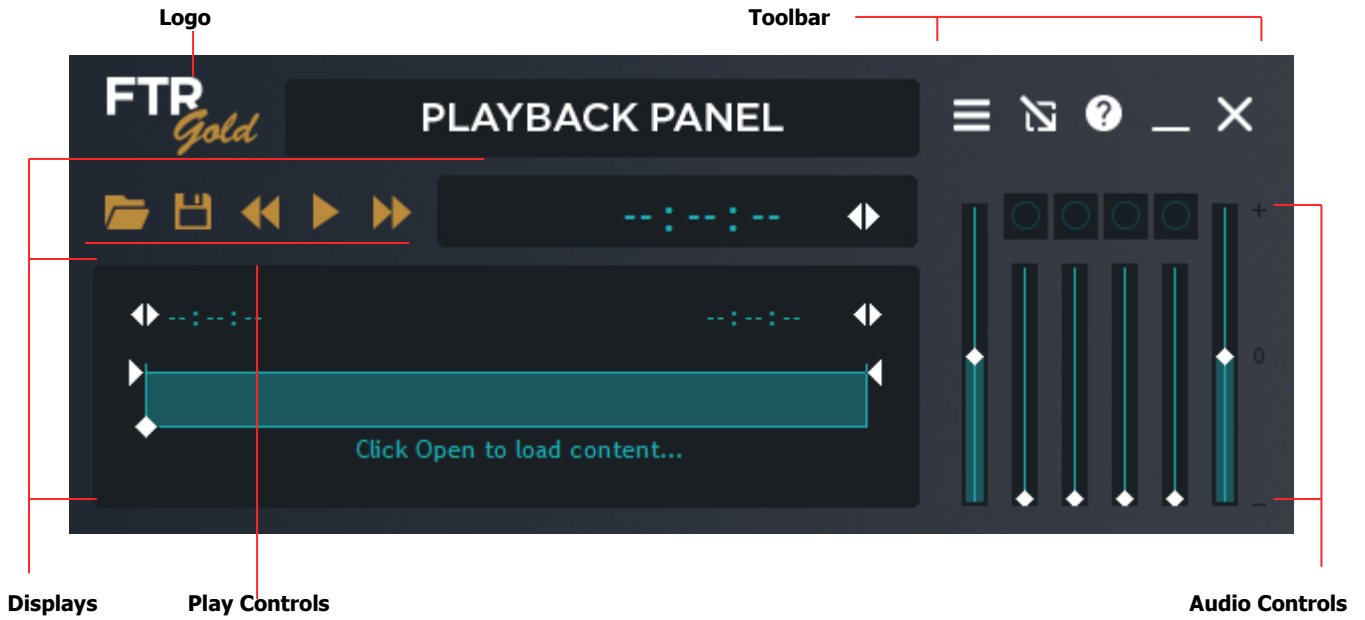 Logo
Toolbar
FTR
Gold
PLAYBACK PANEL
?
--:--:--
+
--:--:--
--:--:--
0
Click Open to load content...
–
Displays
Play Controls
Audio Controls